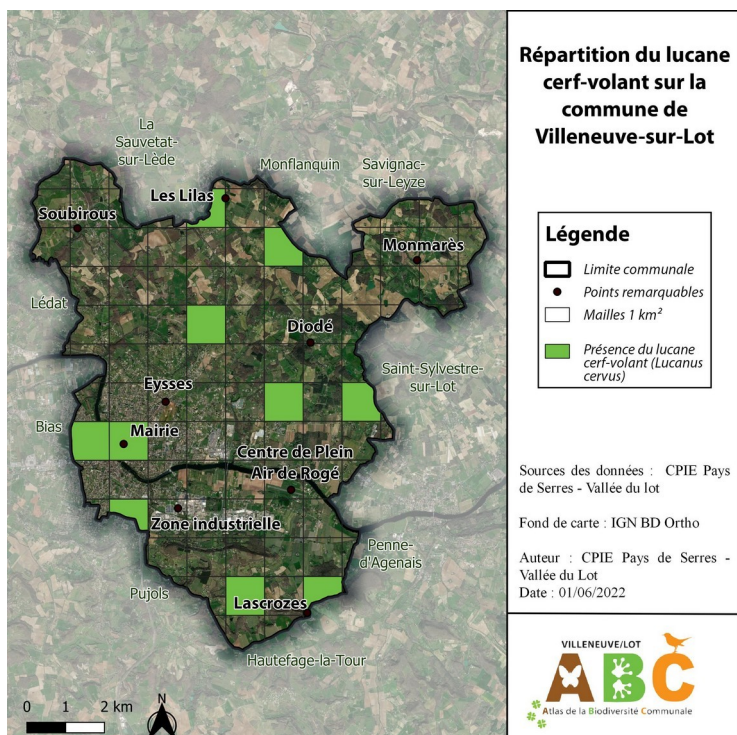 Répartition du lucane
cerf-volant sur la
commune de
Villeneuve-sur-Lot
La
Sauvetat-
sur-Lède
Monflanquin
Savignac-
sur-Leyze
Les Lilas
Soubirous
Monmarès
Lédat
Diodé
Saint-Sylvestre-
sur-Lot
Eysses
Bias
Mairie
Centre de Plein
Air de Rogé
Zone industrielle
Penne-
d'Agenais
Pujols
Lascrozes
Hautefage-la-Tour
0 1 2 km
N
Légende
Limite communale
Points remarquables
Mailles 1 km²
Présence du lucane
cerf-volant (Lucanus
cervus)
Sources des données : CPIE Pays
de Serres - Vallée du lot
Fond de carte : IGN BD Ortho
Auteur : CPIE Pays de Serres -
Vallée du Lot
Date : 01/06/2022
VILLENEUVE/LOT
ABC
Atlas de la Biodiversité Communale